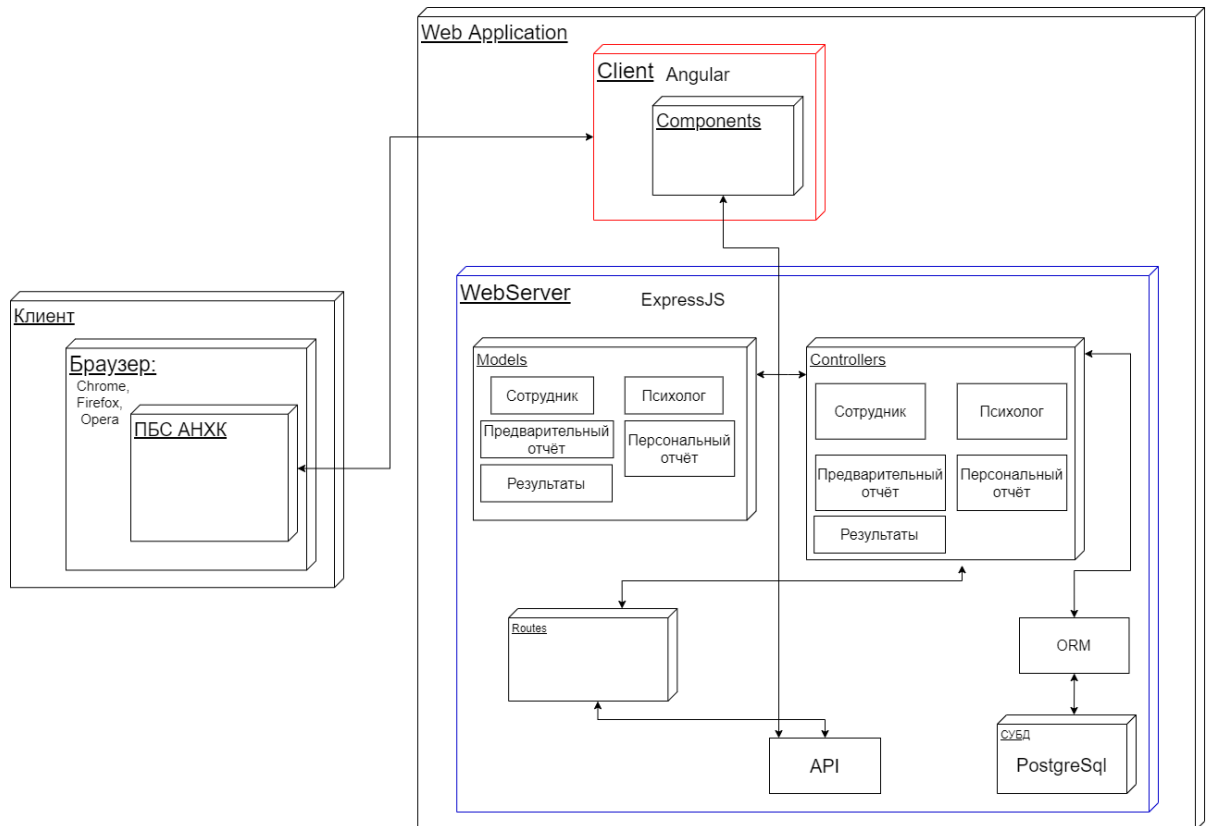 Web Application
Client Angular
Components
Клиент
Браузер:
Chrome,
Firefox,
Opera
ПБС АНХК
WebServer
ExpressJS
Models
Сотрудник
Психолог
Предварительный
отчёт
Персональный
отчёт
Результаты
Controllers
Сотрудник
Психолог
Предварительный
отчёт
Персональный
отчёт
Результаты
Routes
ORM
API
СУБД
PostgreSql